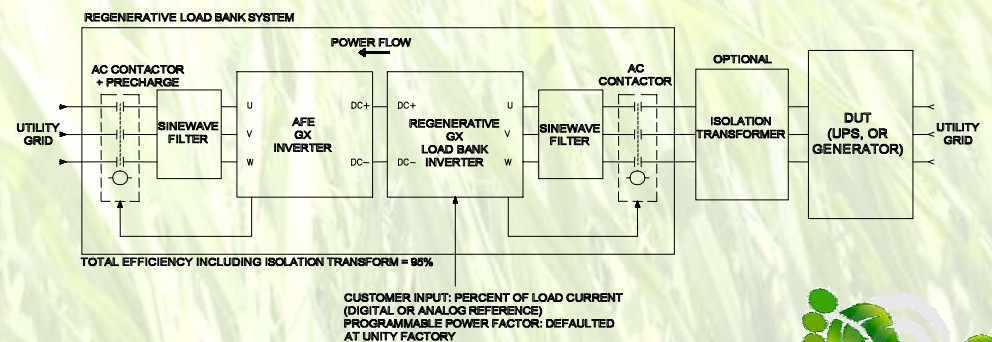 REGENERATIVE LOAD BANK SYSTEM
POWER FLOW
AC CONTACTOR
+ PRECHARGE
UTILITY
GRID
SINEWAVE
FILTER
U
V
W
AFE
GX
INVERTER
DC+
DC-
DC+
DC-
REGENERATIVE
GX
LOAD BANK
INVERTER
U
V
W
SINEWAVE
FILTER
AC
CONTACTOR
OPTIONAL
ISOLATION
TRANSFORMER
DUT
(UPS, OR
GENERATOR)
UTILITY
GRID
TOTAL EFFICIENCY INCLUDING ISOLATION TRANSFORM = 95%
CUSTOMER INPUT: PERCENT OF LOAD CURRENT
(DIGITAL OR ANALOG REFERENCE)
PROGRAMMABLE POWER FACTOR: DEFAULTED
AT UNITY FACTORY